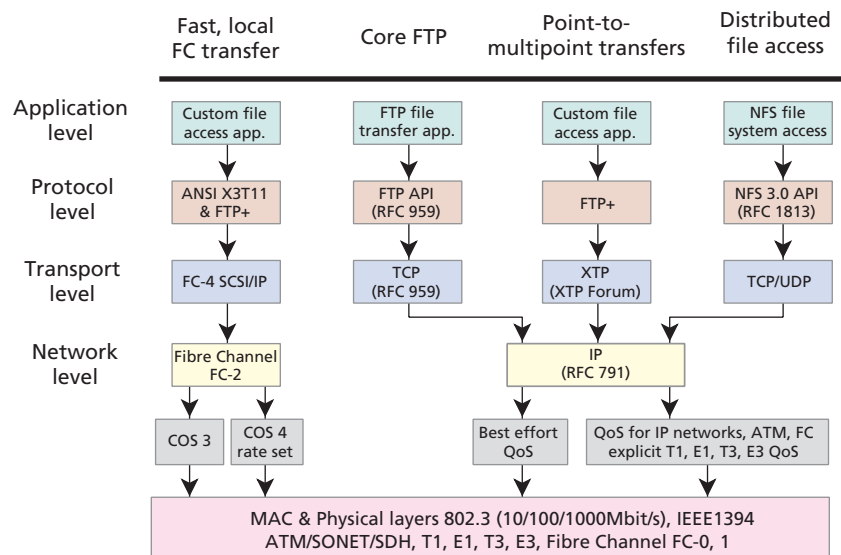 Fast, local
FC transfer
Core FTP
Point-to-
multipoint transfers
Distributed
file access
Application
level
Custom file
access app.
FTP file
transfer app.
Custom file
access app.
NFS file
system access
Protocol
level
ANSI X3T11
& FTP+
FTP API
(RFC 959)
FTP+
NFS 3.0 API
(RFC 1813)
Transport
level
FC-4 SCSI/IP
TCP
(RFC 959)
XTP
(XTP Forum)
TCP/UDP
Network
level
Fibre Channel
FC-2
IP
(RFC 791)
COS 3
COS 4
rate set
Best effort
QoS
QoS for IP networks, ATM, FC
explicit T1, E1, T3, E3 QoS
MAC & Physical layers 802.3 (10/100/1000Mbit/s), IEEE1394
ATM/SONET/SDH, T1, E1, T3, E3, Fibre Channel FC-0, 1